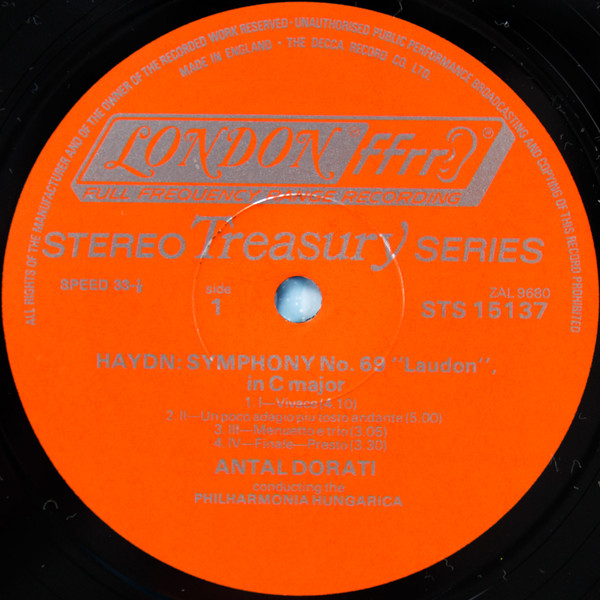 ALL RIGHTS OF THE MANUFACTURER AND OF THE OWNER OF THE RECORDED WORK RESERVED · UNAUTHORISED PUBLIC PERFORMANCE BROADCASTING AND COPYING OF THIS RECORD PROHIBITED
MADE IN ENGLAND · THE DECCA RECORD CO. LTD.
LONDON ffrr ®
FULL FREQUENCY RANGE RECORDING
STEREO Treasury SERIES
SPEED 33⅓
side
1
ZAL 9680
STS 15137
HAYDN: SYMPHONY No. 69 "Laudon",
in C major
1. I—Vivace (4.10)
2. II—Un poco adagio più tosto andante (5.00)
3. III—Menuetto e trio (3.05)
4. IV—Finale—Presto (3.30)
ANTAL DORATI
conducting the
PHILHARMONIA HUNGARICA